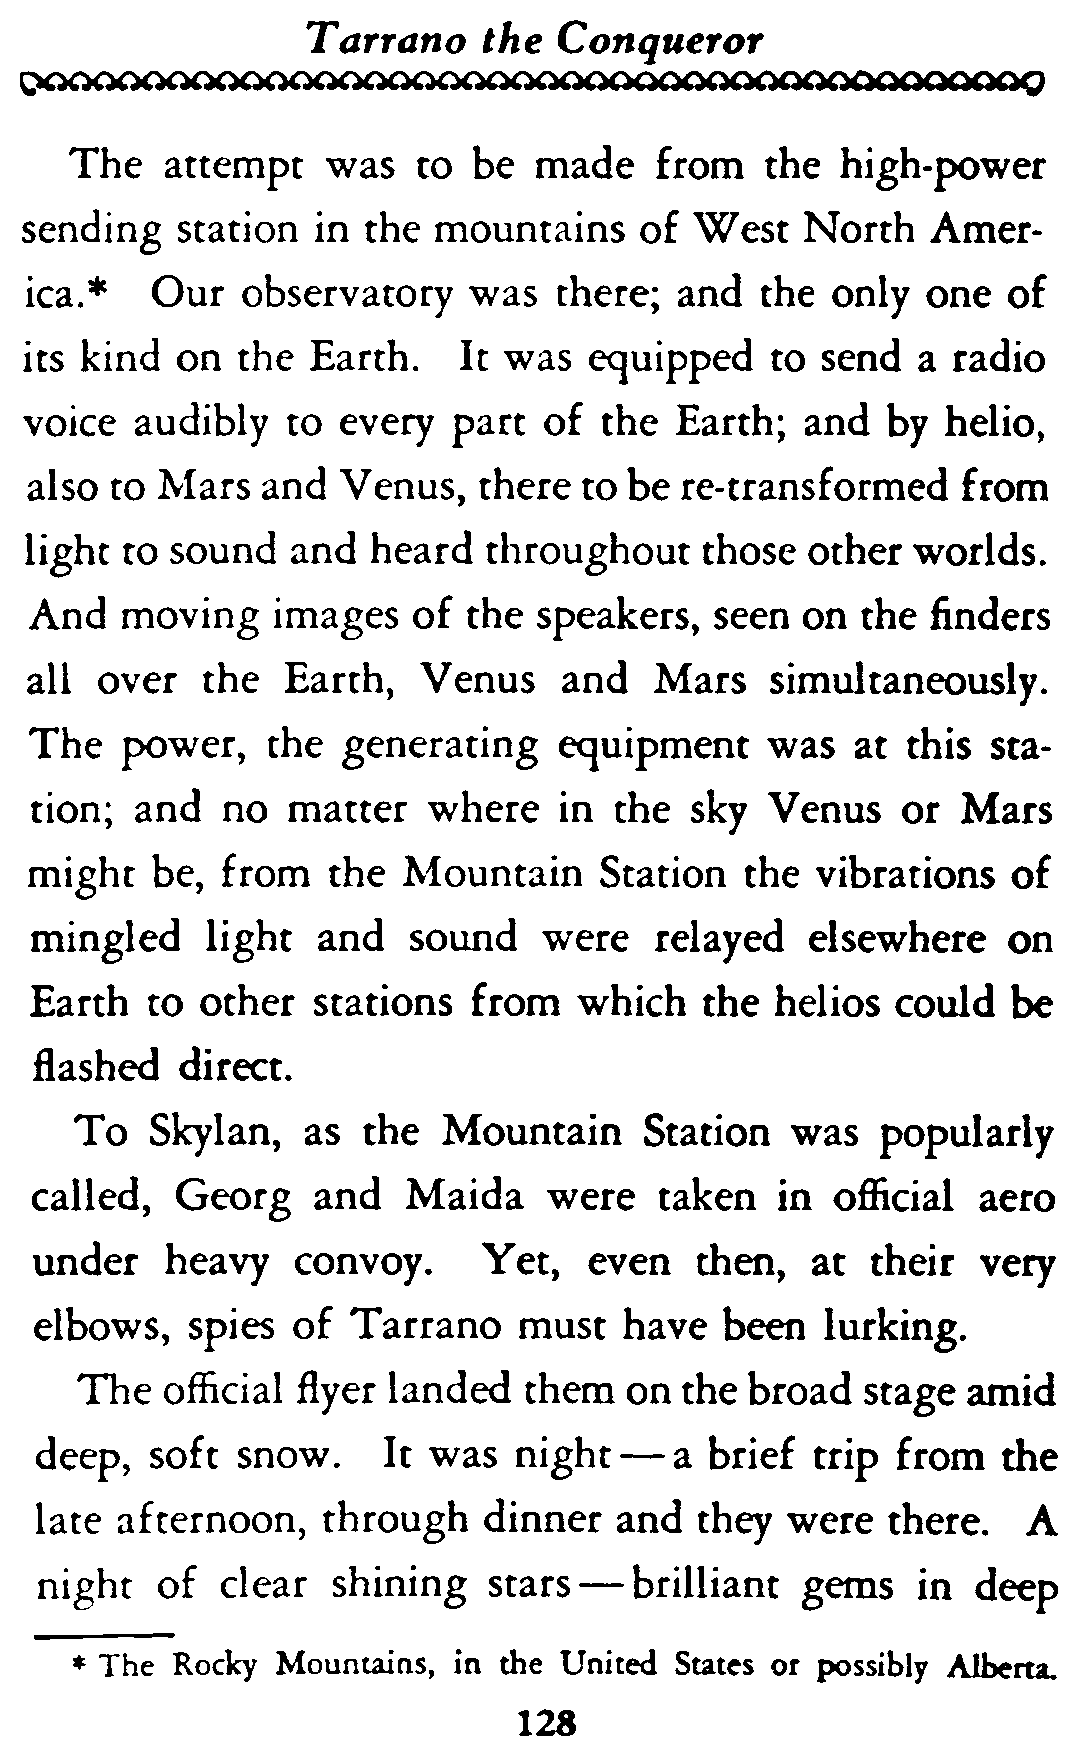 Tarrano the Conqueror
The attempt was to be made from the high-power
sending station in the mountains of West North Amer-
ica.* Our observatory was there; and the only one of
its kind on the Earth. It was equipped to send a radio
voice audibly to every part of the Earth; and by helio,
also to Mars and Venus, there to be re-transformed from
light to sound and heard throughout those other worlds.
And moving images of the speakers, seen on the finders
all over the Earth, Venus and Mars simultaneously.
The power, the generating equipment was at this sta-
tion; and no matter where in the sky Venus or Mars
might be, from the Mountain Station the vibrations of
mingled light and sound were relayed elsewhere on
Earth to other stations from which the helios could be
flashed direct.
To Skylan, as the Mountain Station was popularly
called, Georg and Maida were taken in official aero
under heavy convoy. Yet, even then, at their very
elbows, spies of Tarrano must have been lurking.
The official flyer landed them on the broad stage amid
deep, soft snow. It was night—a brief trip from the
late afternoon, through dinner and they were there. A
night of clear shining stars—brilliant gems in deep
* The Rocky Mountains, in the United States or possibly Alberta.
128